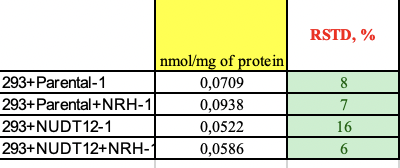 RSTD, %
nmol/mg of protein
293+Parental-1 0,0709 8
293+Parental+NRH-1 0,0938 7
293+NUDT12-1 0,0522 16
293+NUDT12+NRH- 0,0586 6